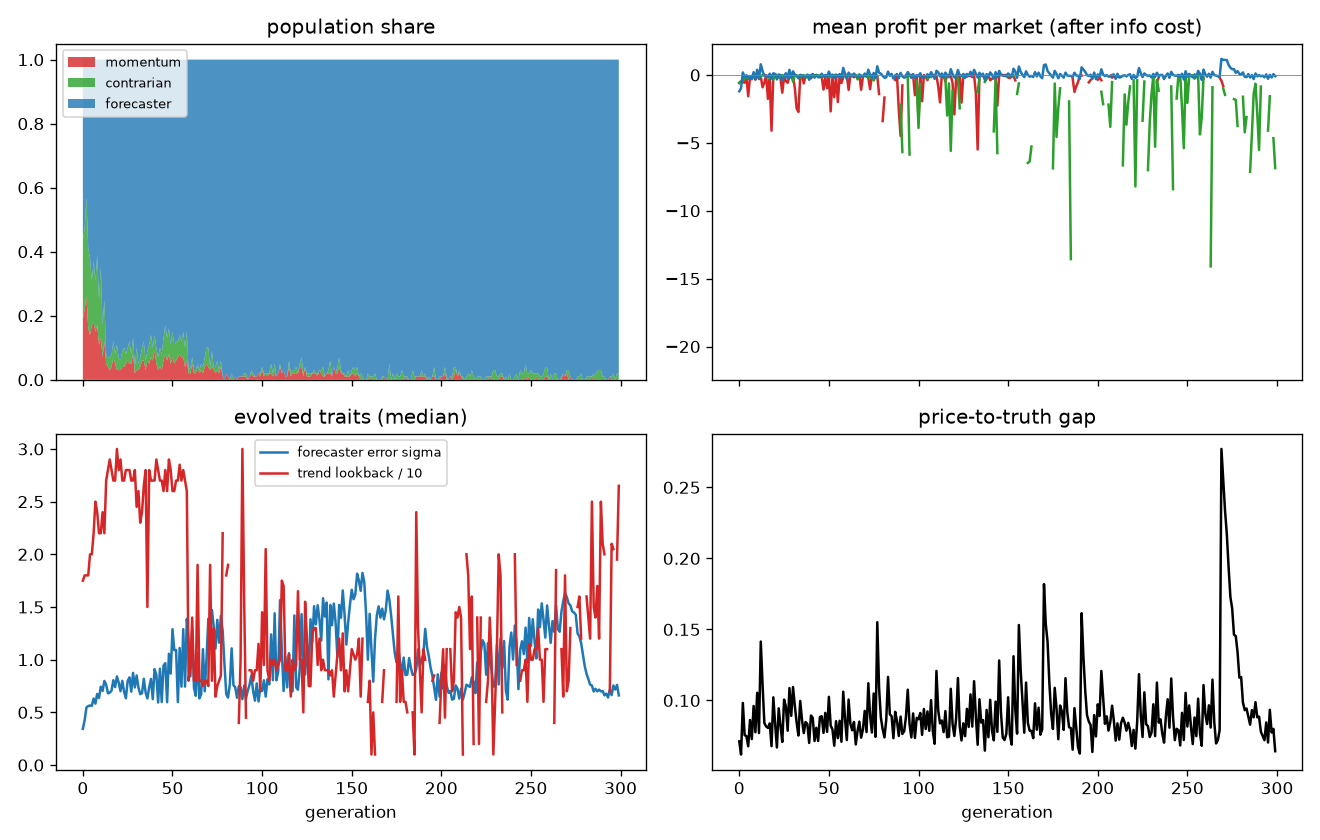 population share
1.0
0.8
0.6
0.4
0.2
0.0
momentum
contrarian
forecaster
mean profit per market (after info cost)
0
−5
−10
−15
−20
evolved traits (median)
3.0
2.5
2.0
1.5
1.0
0.5
0.0
forecaster error sigma
trend lookback / 10
0 50 100 150 200 250 300
generation
price-to-truth gap
0.25
0.20
0.15
0.10
0 50 100 150 200 250 300
generation